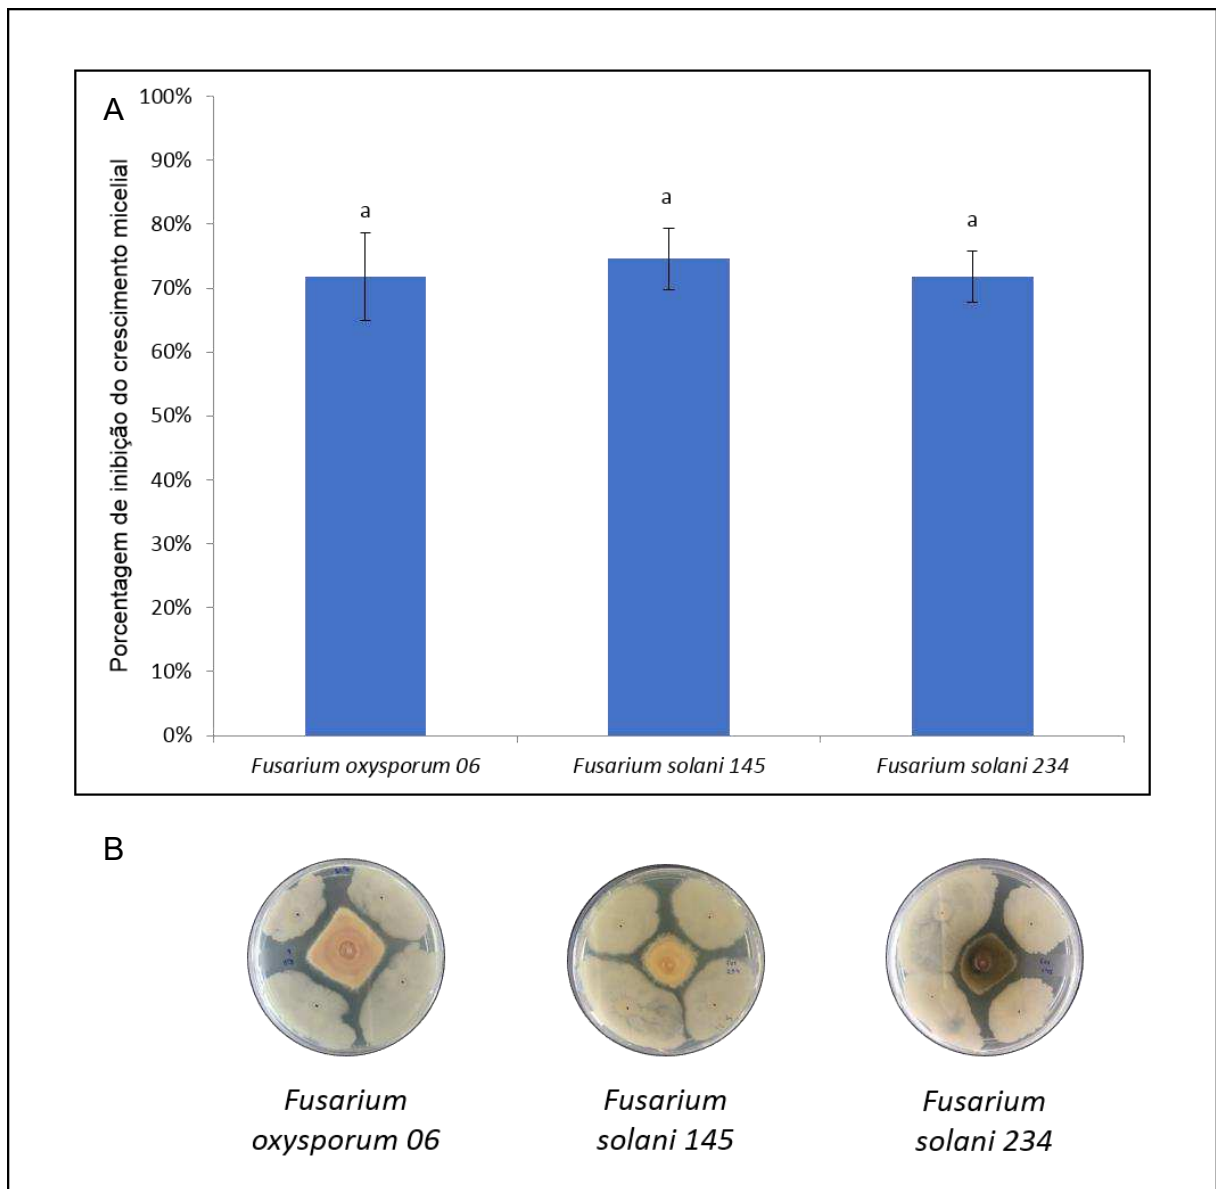 A
100%
90%
80%
70%
60%
50%
40%
30%
20%
10%
0%
Porcentagem de inibição do crescimento micelial
a
a
a
Fusarium oxysporum 06
Fusarium solani 145
Fusarium solani 234
B
Fusarium
oxysporum 06
Fusarium
solani 145
Fusarium
solani 234